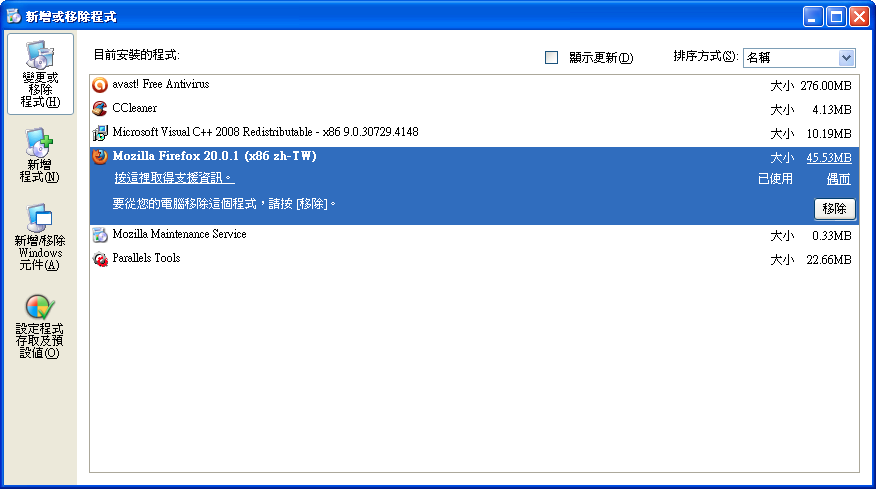 新增或移除程式
變更或
移除
程式(H)
新增
程式(N)
新增/移除
Windows
元件(A)
設定程式
存取及預
設值(O)
目前安裝的程式:
顯示更新(D)
排序方式(S): 名稱
avast! Free Antivirus 大小 276.00MB
CCleaner 大小 4.13MB
Microsoft Visual C++ 2008 Redistributable - x86 9.0.30729.4148 大小 10.19MB
Mozilla Firefox 20.0.1 (x86 zh-TW) 大小 45.53MB
按這裡取得支援資訊。 已使用 偶而
要從您的電腦移除這個程式，請按 [移除]。
移除
Mozilla Maintenance Service 大小 0.33MB
Parallels Tools 大小 22.66MB